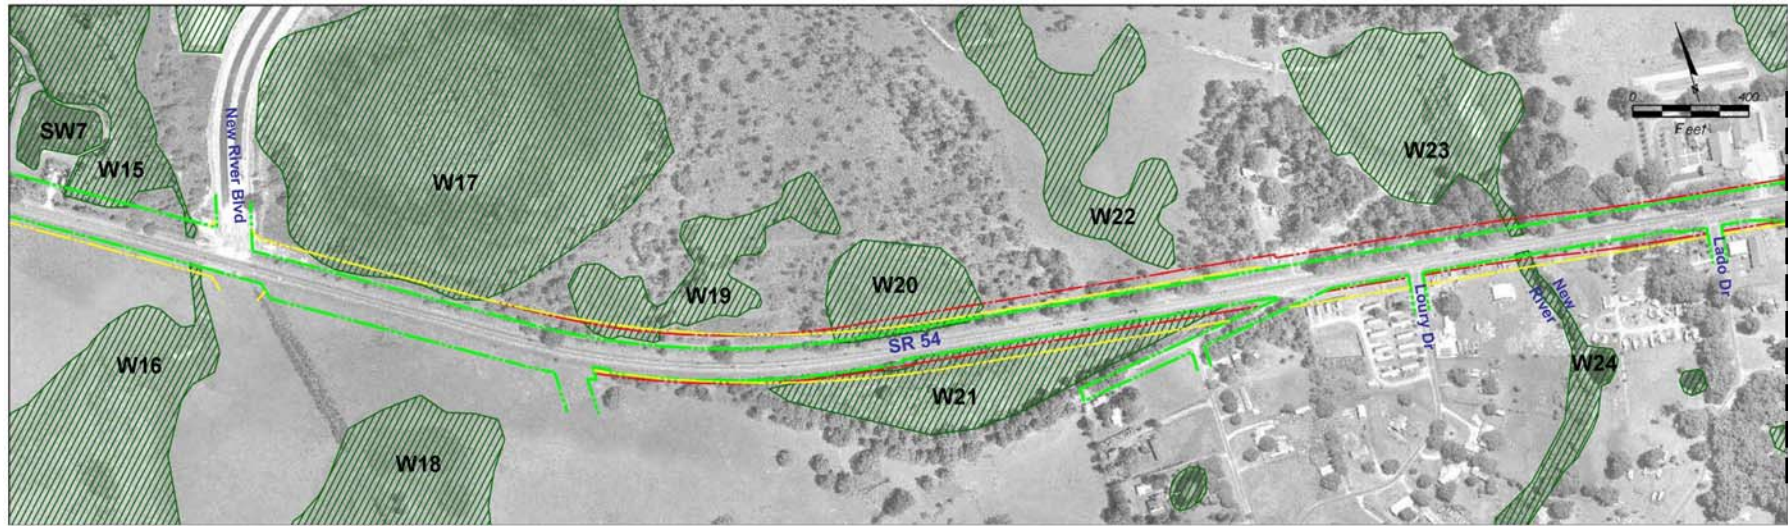 SW7
W15
New River Blvd
W17
W22
W23
N
0 400
Feet
W19
W20
SR 54
W21
W16
W18
Loury Dr
New River
W24
Lado Dr